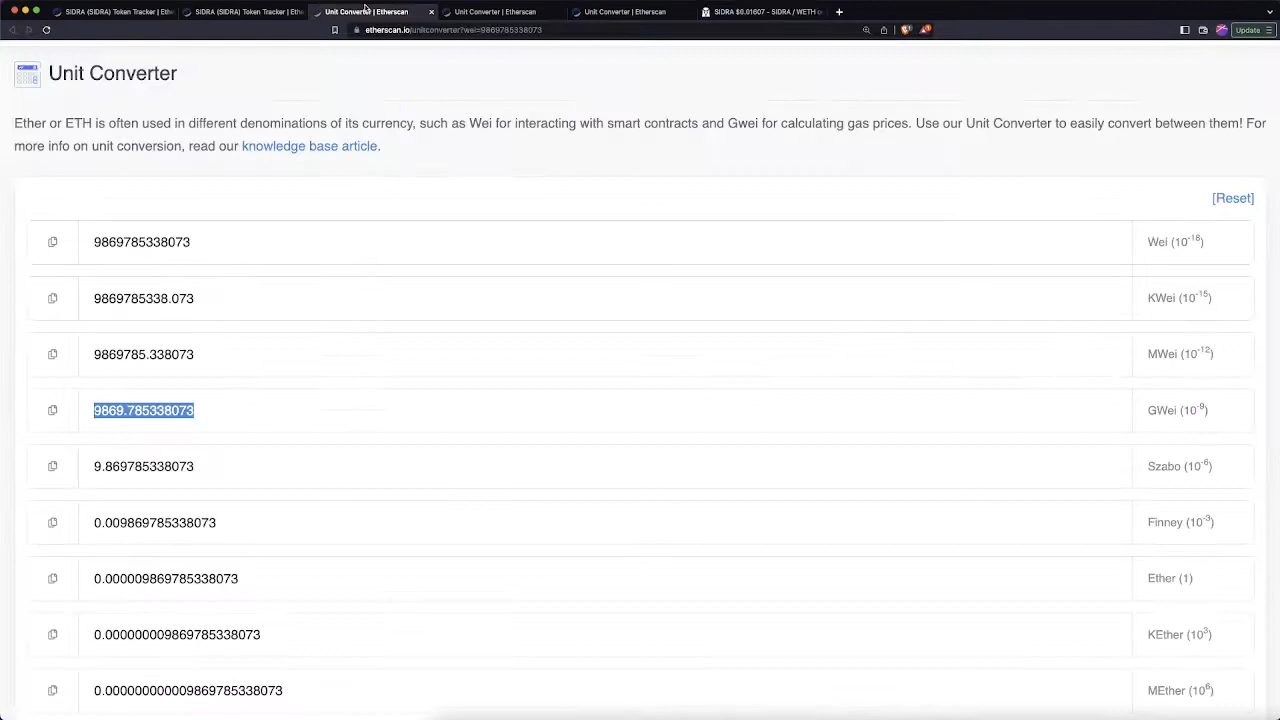 SIDRA (SIDRA) Token Tracker | Eth
SIDRA (SIDRA) Token Tracker | Eth
Unit Converter | Etherscan
Unit Converter | Etherscan
Unit Converter | Etherscan
SIDRA $0.01607 - SIDRA / WETH o
etherscan.io/unitconverter?wei=9869785338073
Update
Unit Converter
Ether or ETH is often used in different denominations of its currency, such as Wei for interacting with smart contracts and Gwei for calculating gas prices. Use our Unit Converter to easily convert between them! For
more info on unit conversion, read our knowledge base article.
[Reset]
9869785338073 Wei (10⁻¹⁸)
9869785338.073 KWei (10⁻¹⁵)
9869785.338073 MWei (10⁻¹²)
9869.785338073 GWei (10⁻⁹)
9.869785338073 Szabo (10⁻⁶)
0.009869785338073 Finney (10⁻³)
0.000009869785338073 Ether (1)
0.000000009869785338073 KEther (10³)
0.000000000009869785338073 MEther (10⁶)